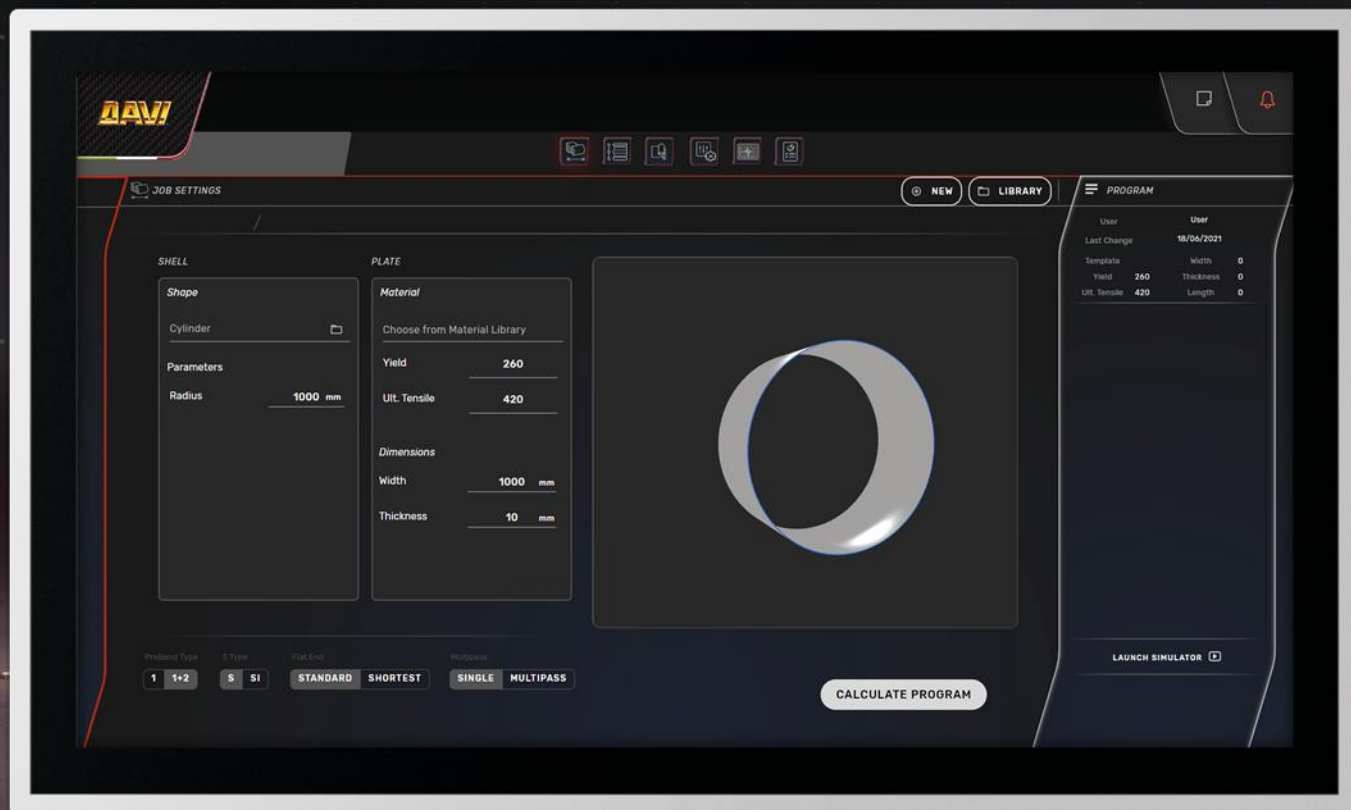 DAVI
JOB SETTINGS
NEW
LIBRARY
PROGRAM
User User
Last Change 18/06/2021
Template Width 0
Yield 260 Thickness 0
Ult. Tensile 420 Length 0
SHELL
PLATE
Shape
Cylinder
Parameters
Radius 1000 mm
Material
Choose from Material Library
Yield 260
Ult. Tensile 420
Dimensions
Width 1000 mm
Thickness 10 mm
PreBend Type S Type Flat End Multipass
1 1+2 S SI STANDARD SHORTEST SINGLE MULTIPASS
CALCULATE PROGRAM
LAUNCH SIMULATOR